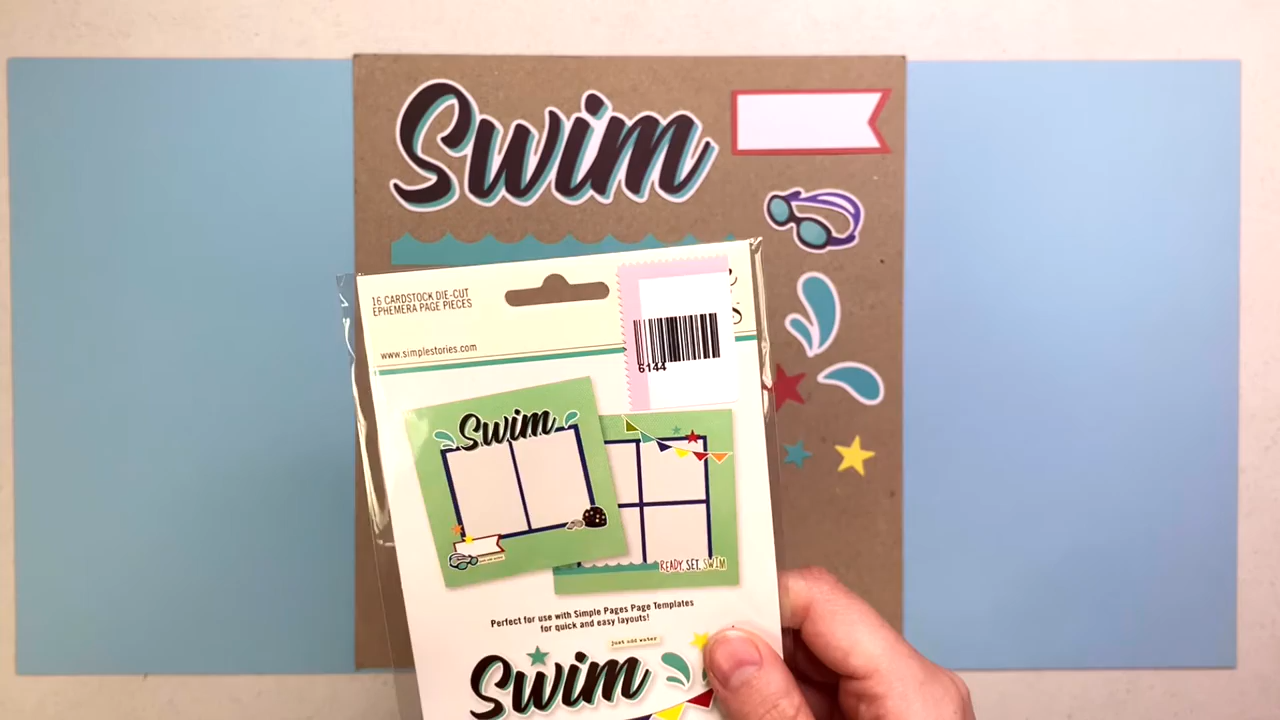 Swim
16 CARDSTOCK DIE-CUT
EPHEMERA PAGE PIECES
www.simplestories.com
6144
Swim
READY, SET, SWIM
Perfect for use with Simple Pages Page Templates
for quick and easy layouts!
just add water
Swim